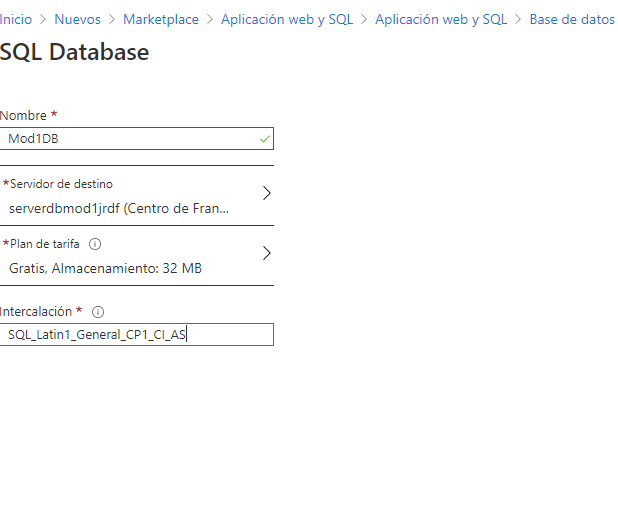 Inicio > Nuevos > Marketplace > Aplicación web y SQL > Aplicación web y SQL > Base de datos
SQL Database
Nombre *
Mod1DB
*Servidor de destino
serverdbmod1jrdf (Centro de Fran...
*Plan de tarifa
Gratis, Almacenamiento: 32 MB
Intercalación *
SQL_Latin1_General_CP1_CI_AS